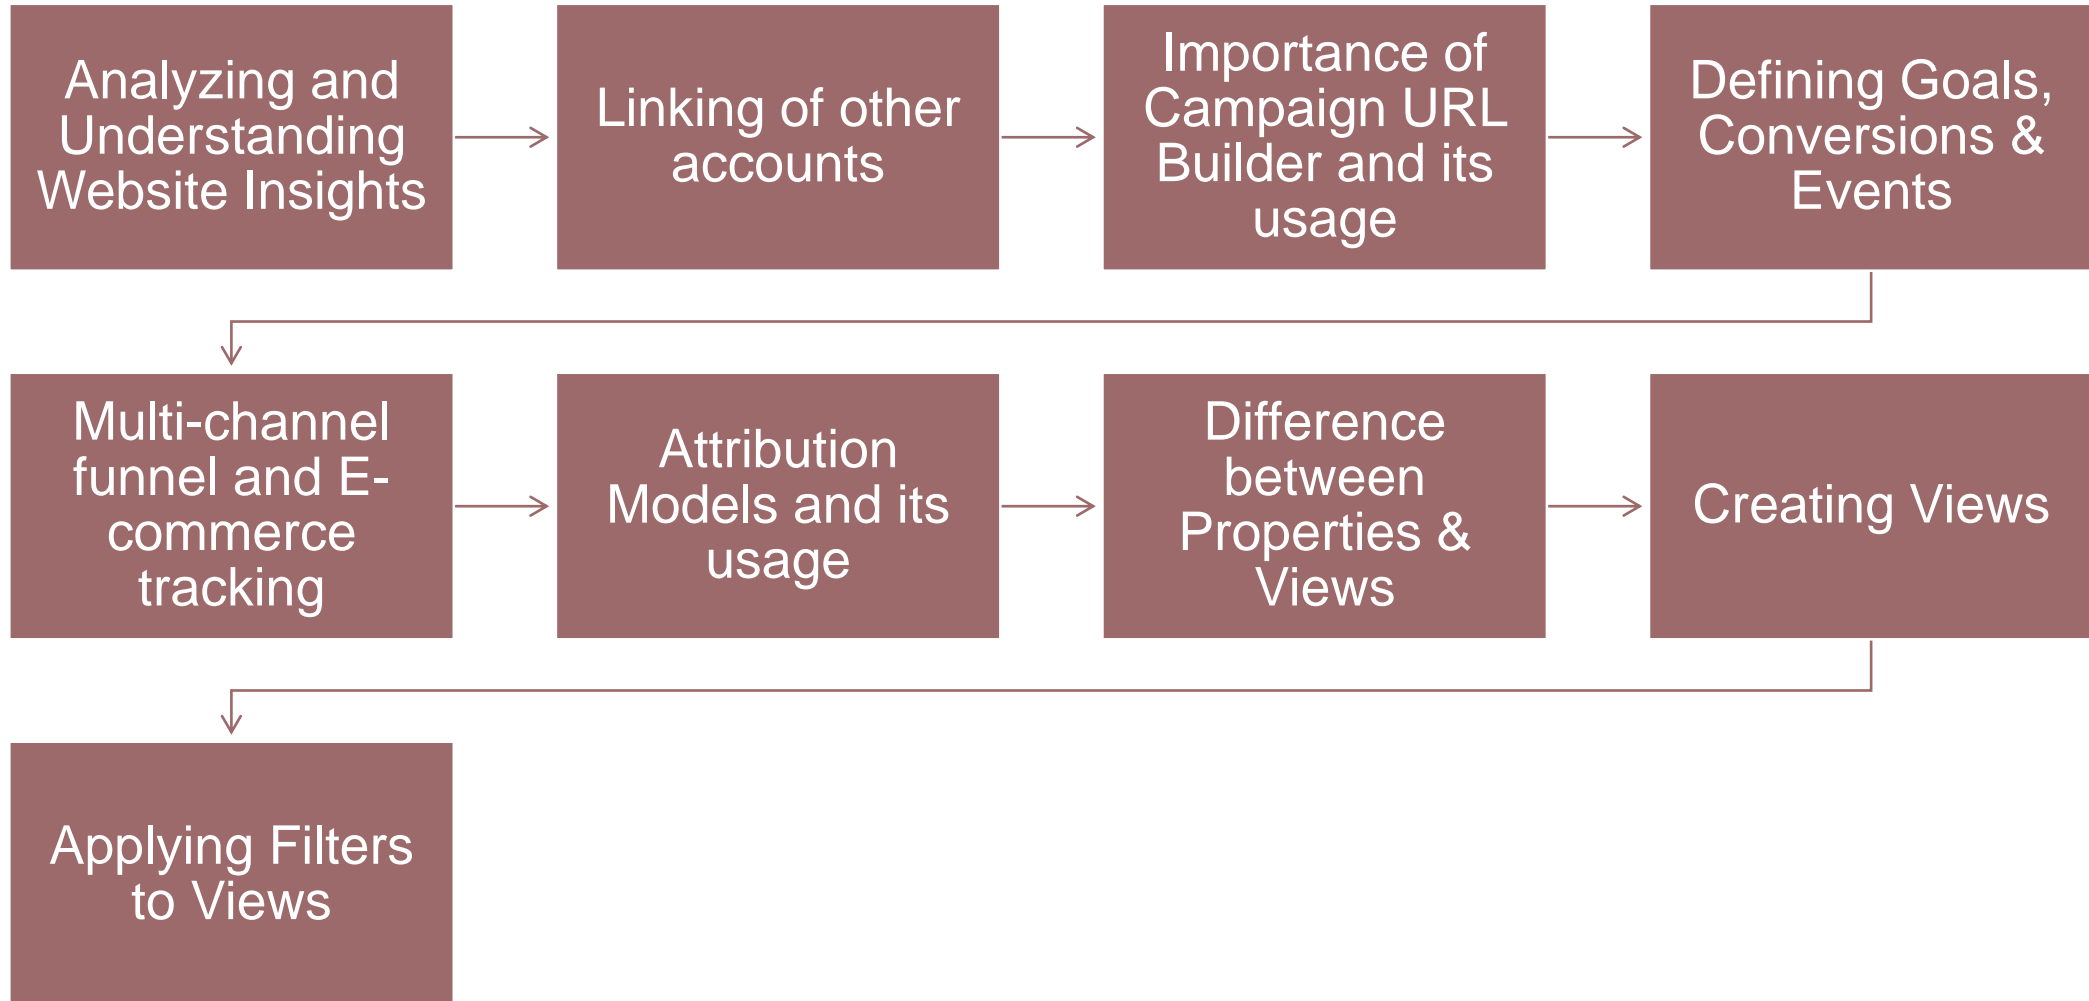 Analyzing and
Understanding
Website Insights
Linking of other
accounts
Importance of
Campaign URL
Builder and its
usage
Defining Goals,
Conversions &
Events
Multi-channel
funnel and E-
commerce
tracking
Attribution
Models and its
usage
Difference
between
Properties &
Views
Creating Views
Applying Filters
to Views